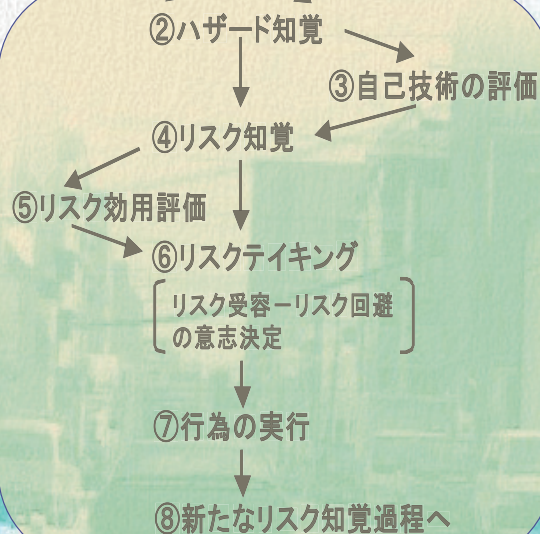 ②ハザード知覚
③自己技術の評価
④リスク知覚
⑤リスク効用評価
⑥リスクテイキング
リスク受容－リスク回避
の意志決定
⑦行為の実行
⑧新たなリスク知覚過程へ